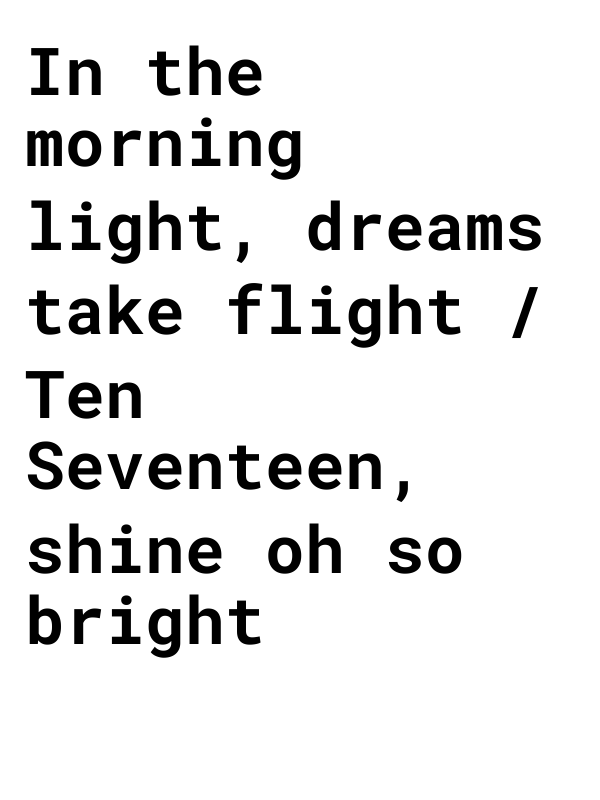 In the
morning
light, dreams
take flight /
Ten
Seventeen,
shine oh so
bright